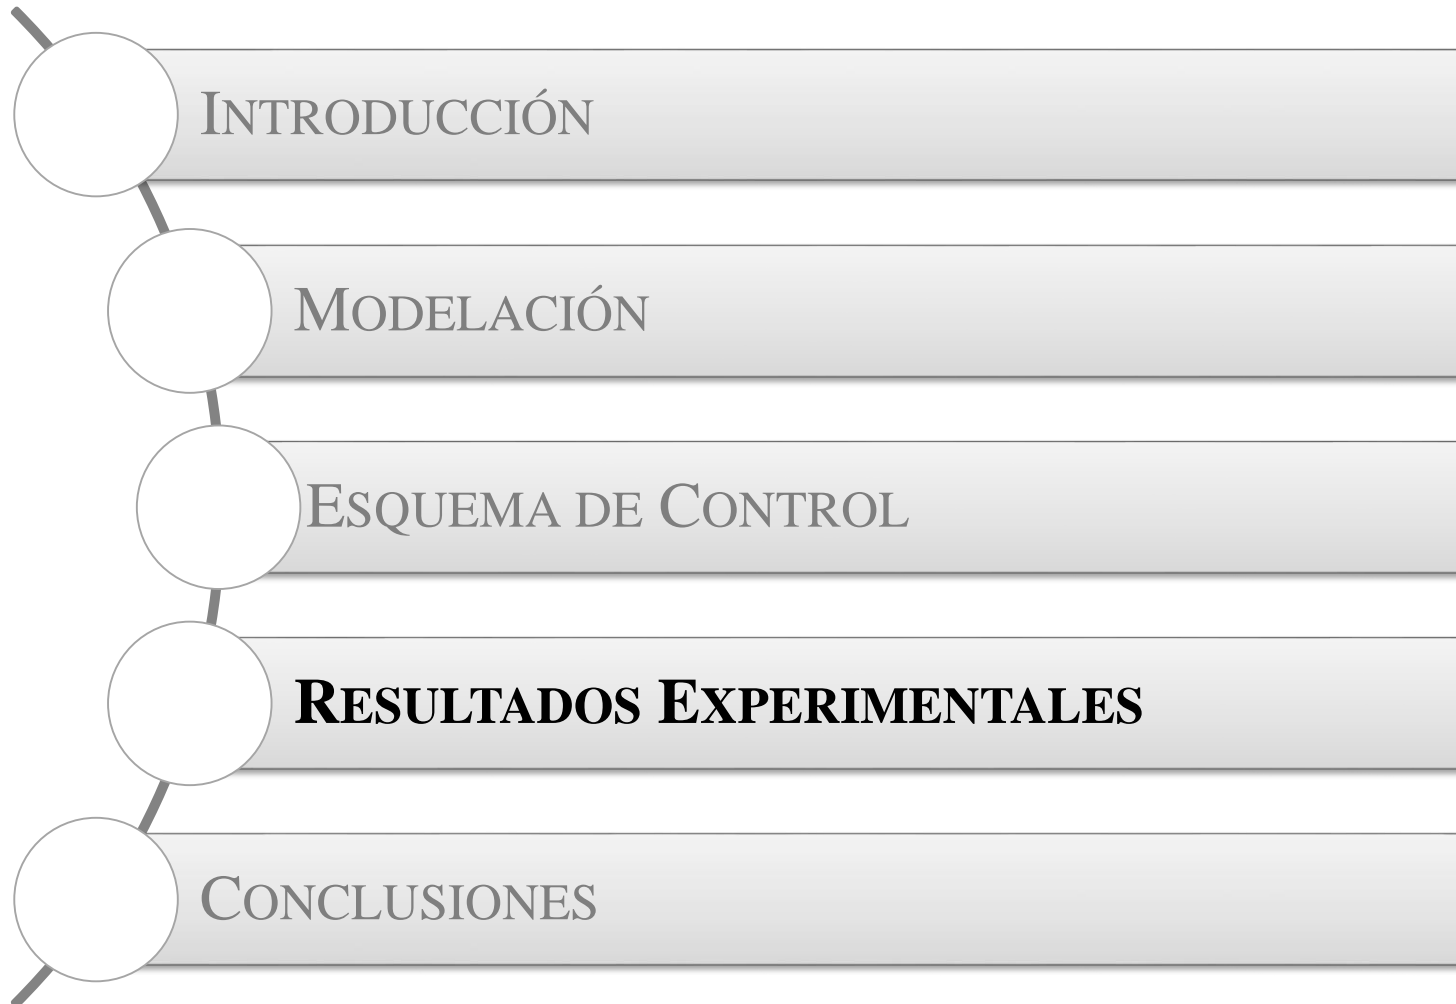 INTRODUCCIÓN
MODELACIÓN
ESQUEMA DE CONTROL
RESULTADOS EXPERIMENTALES
CONCLUSIONES